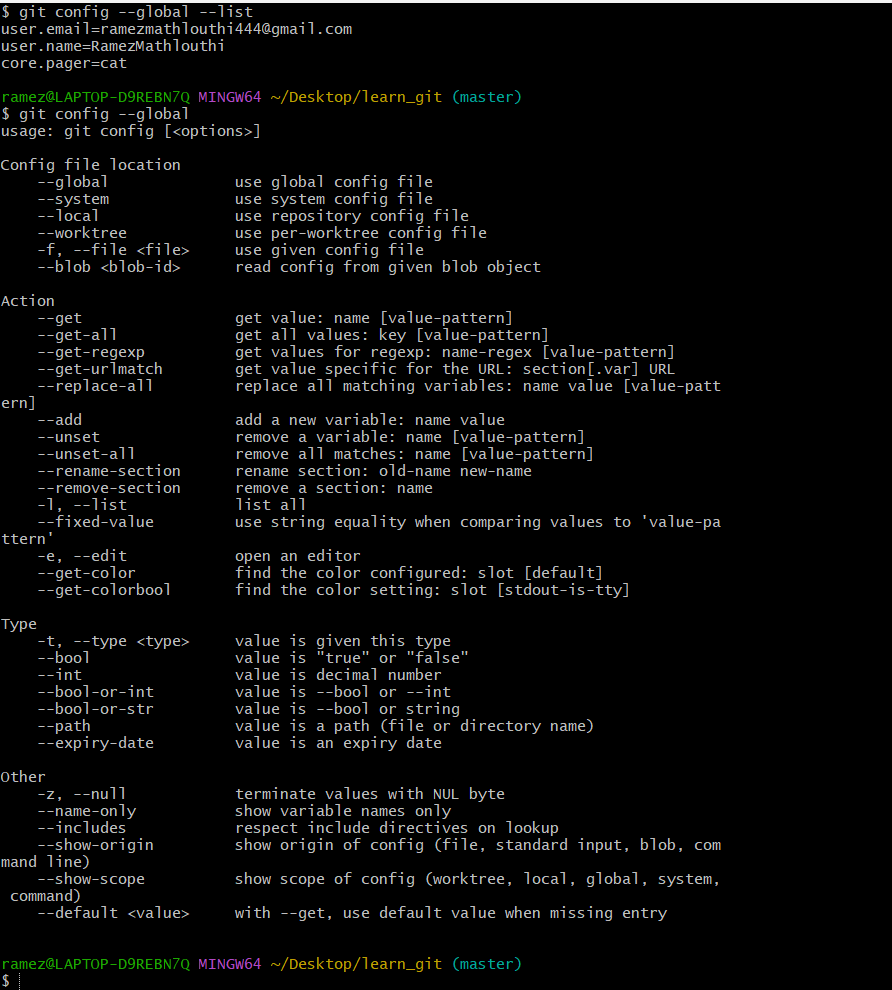 $ git config --global --list
user.email=ramezmathlouthi444@gmail.com
user.name=RamezMathlouthi
core.pager=cat
ramez@LAPTOP-D9REBN7Q MINGW64 ~/Desktop/learn_git (master)
$ git config --global
usage: git config [<options>]
Config file location
    --global              use global config file
    --system              use system config file
    --local               use repository config file
    --worktree            use per-worktree config file
    -f, --file <file>     use given config file
    --blob <blob-id>      read config from given blob object
Action
    --get                 get value: name [value-pattern]
    --get-all             get all values: key [value-pattern]
    --get-regexp          get values for regexp: name-regex [value-pattern]
    --get-urlmatch        get value specific for the URL: section[.var] URL
    --replace-all         replace all matching variables: name value [value-patt
ern]
    --add                 add a new variable: name value
    --unset               remove a variable: name [value-pattern]
    --unset-all           remove all matches: name [value-pattern]
    --rename-section      rename section: old-name new-name
    --remove-section      remove a section: name
    -l, --list            list all
    --fixed-value         use string equality when comparing values to 'value-pa
ttern'
    -e, --edit            open an editor
    --get-color           find the color configured: slot [default]
    --get-colorbool       find the color setting: slot [stdout-is-tty]
Type
    -t, --type <type>     value is given this type
    --bool                value is "true" or "false"
    --int                 value is decimal number
    --bool-or-int         value is --bool or --int
    --bool-or-str         value is --bool or string
    --path                value is a path (file or directory name)
    --expiry-date         value is an expiry date
Other
    -z, --null            terminate values with NUL byte
    --name-only           show variable names only
    --includes            respect include directives on lookup
    --show-origin         show origin of config (file, standard input, blob, com
mand line)
    --show-scope          show scope of config (worktree, local, global, system,
 command)
    --default <value>     with --get, use default value when missing entry
ramez@LAPTOP-D9REBN7Q MINGW64 ~/Desktop/learn_git (master)
$